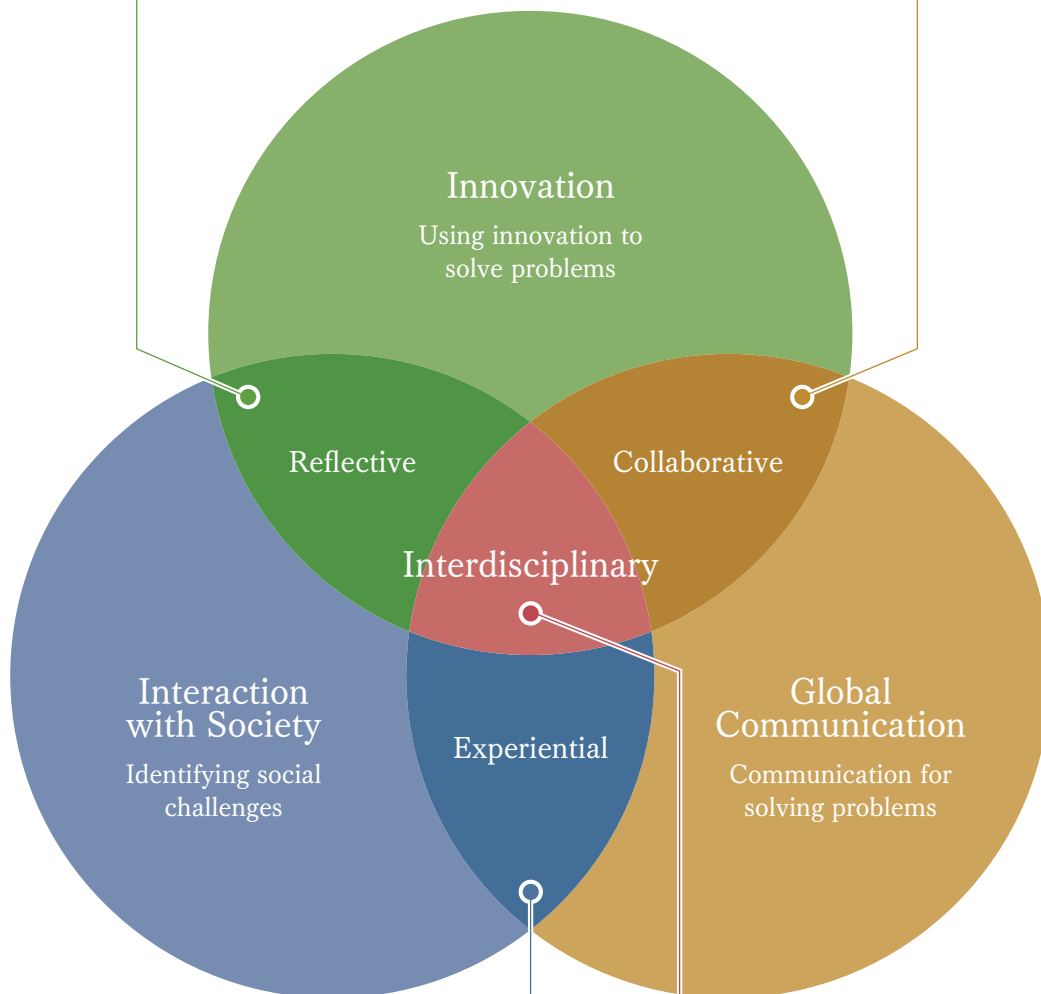 Innovation
Using innovation to
solve problems
Reflective
Collaborative
Interdisciplinary
Interaction
with Society
Identifying social
challenges
Experiential
Global
Communication
Communication for
solving problems